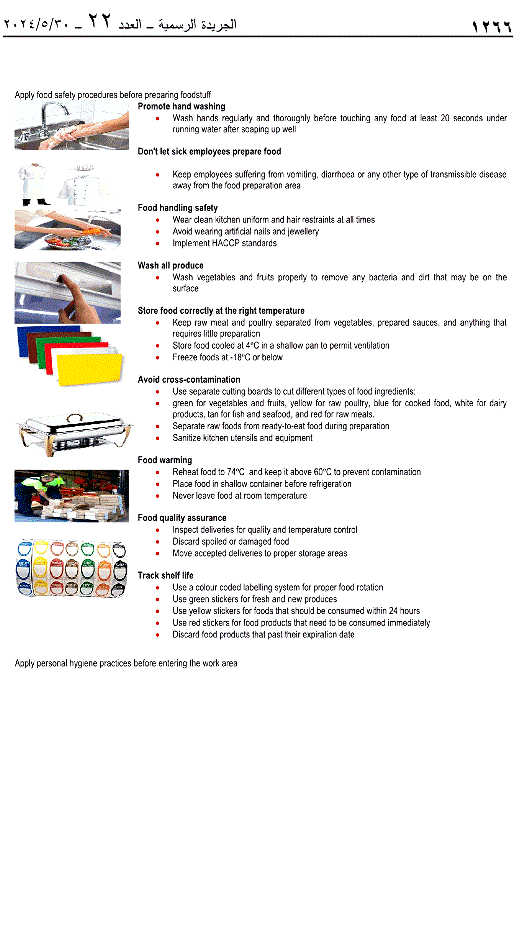 ١٢٦٦
الجريدة الرسمية ــ العدد ٢٢ ــ ٢٠٢٤/٥/٣٠
Apply food safety procedures before preparing foodstuff
Promote hand washing
• Wash hands regularly and thoroughly before touching any food at least 20 seconds under
running water after soaping up well
Don't let sick employees prepare food
• Keep employees suffering from vomiting, diarrhoea or any other type of transmissible disease
away from the food preparation area
Food handling safety
• Wear clean kitchen uniform and hair restraints at all times
• Avoid wearing artificial nails and jewellery
• Implement HACCP standards
Wash all produce
• Wash vegetables and fruits properly to remove any bacteria and dirt that may be on the
surface
Store food correctly at the right temperature
• Keep raw meat and poultry separated from vegetables, prepared sauces, and anything that
requires little preparation
• Store food cooled at 4°C in a shallow pan to permit ventilation
• Freeze foods at -18°C or below
Avoid cross-contamination
• Use separate cutting boards to cut different types of food ingredients:
• green for vegetables and fruits, yellow for raw poultry, blue for cooked food, white for dairy
products, tan for fish and seafood, and red for raw meats.
• Separate raw foods from ready-to-eat food during preparation
• Sanitize kitchen utensils and equipment
Food warming
• Reheat food to 74°C and keep it above 60°C to prevent contamination
• Place food in shallow container before refrigeration
• Never leave food at room temperature
Food quality assurance
• Inspect deliveries for quality and temperature control
• Discard spoiled or damaged food
• Move accepted deliveries to proper storage areas
Track shelf life
• Use a colour coded labelling system for proper food rotation
• Use green stickers for fresh and new produces
• Use yellow stickers for foods that should be consumed within 24 hours
• Use red stickers for food products that need to be consumed immediately
• Discard food products that past their expiration date
Apply personal hygiene practices before entering the work area